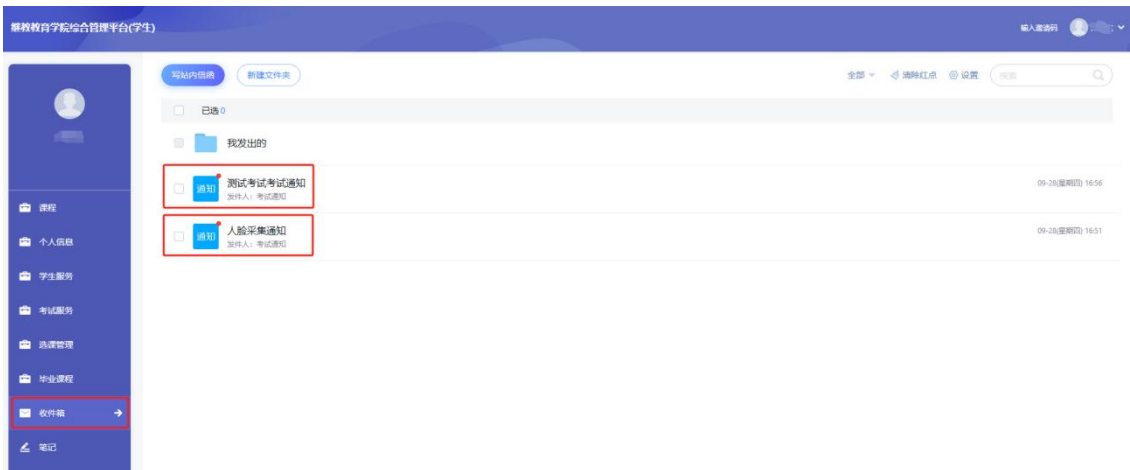 继教教育学院综合管理平台(学生)
输入邀请码
写站内信函 新建文件夹 全部 清除红点 设置 搜索
已选 0
我发出的
通知 测试考试考试通知 09-28(星期四) 16:56
发件人：考试通知
通知 人脸采集通知 09-28(星期四) 16:51
发件人：考试通知
课程
个人信息
学生服务
考试服务
选课管理
毕业课程
收件箱
笔记